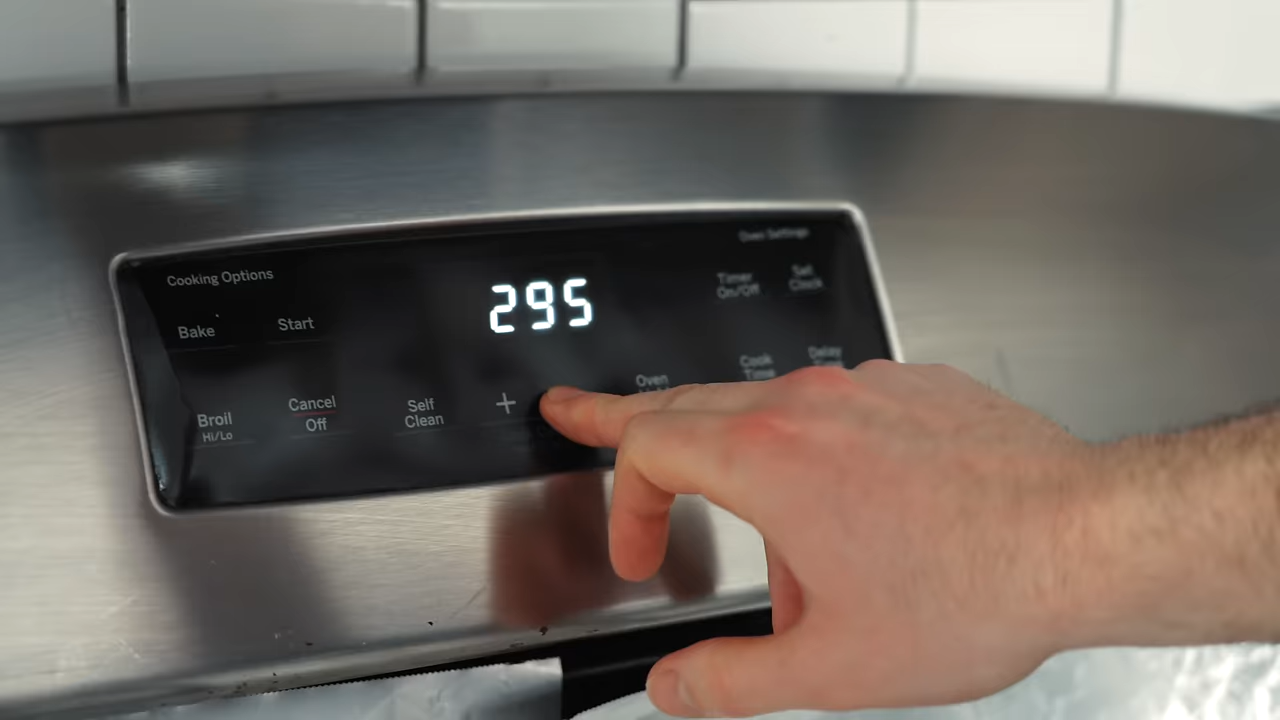 Cooking Options
Oven Settings
295
Timer
On/Off
Set
Clock
Bake
Start
Broil
Hi/Lo
Cancel
Off
Self
Clean
+
Oven
Cook
Time
Delay